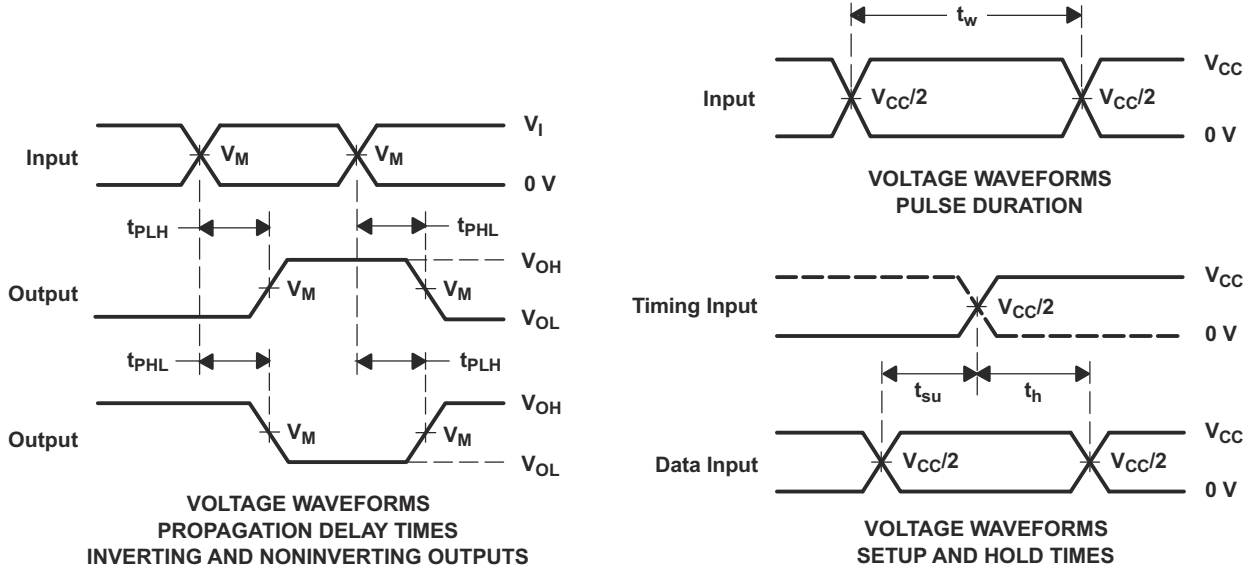 Input
V_M
V_M
V_I
0 V
t_PLH
t_PHL
Output
V_M
V_M
V_OH
V_OL
t_PHL
t_PLH
Output
V_M
V_M
V_OH
V_OL
VOLTAGE WAVEFORMS
PROPAGATION DELAY TIMES
INVERTING AND NONINVERTING OUTPUTS
t_w
Input
V_CC/2
V_CC/2
V_CC
0 V
VOLTAGE WAVEFORMS
PULSE DURATION
Timing Input
V_CC/2
V_CC
0 V
t_su
t_h
Data Input
V_CC/2
V_CC/2
V_CC
0 V
VOLTAGE WAVEFORMS
SETUP AND HOLD TIMES